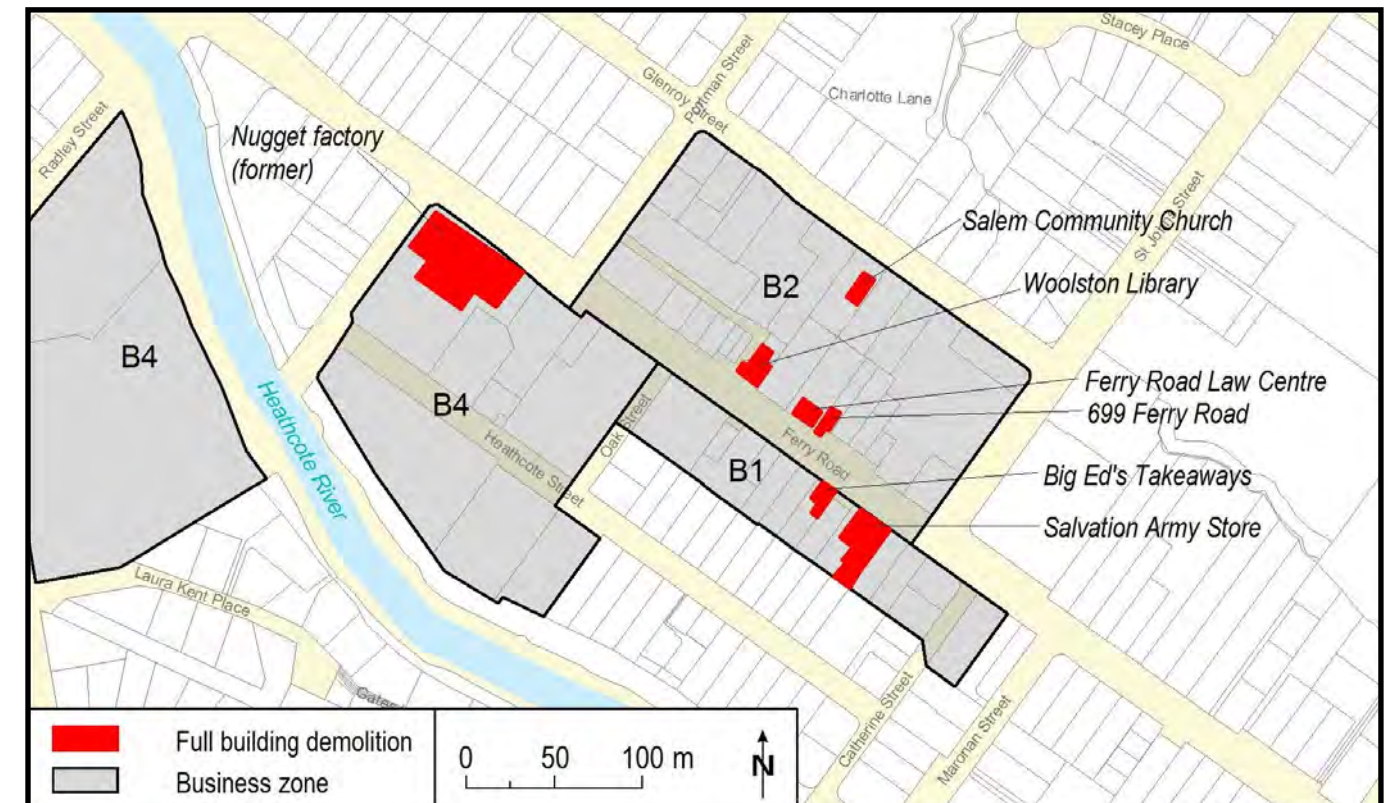 Stacey Place
Glenroy Street
Portman Street
Charlotte Lane
Radley Street
Nugget factory
(former)
St Johns Street
Salem Community Church
Woolston Library
B2
B4
B4
Heathcote River
Heathcote Street
Oak Street
Ferry Road
B1
Ferry Road Law Centre
699 Ferry Road
Big Ed's Takeaways
Salvation Army Store
Laura Kent Place
Catherine Street
Maronan Street
Full building demolition
Business zone
0 50 100 m
N